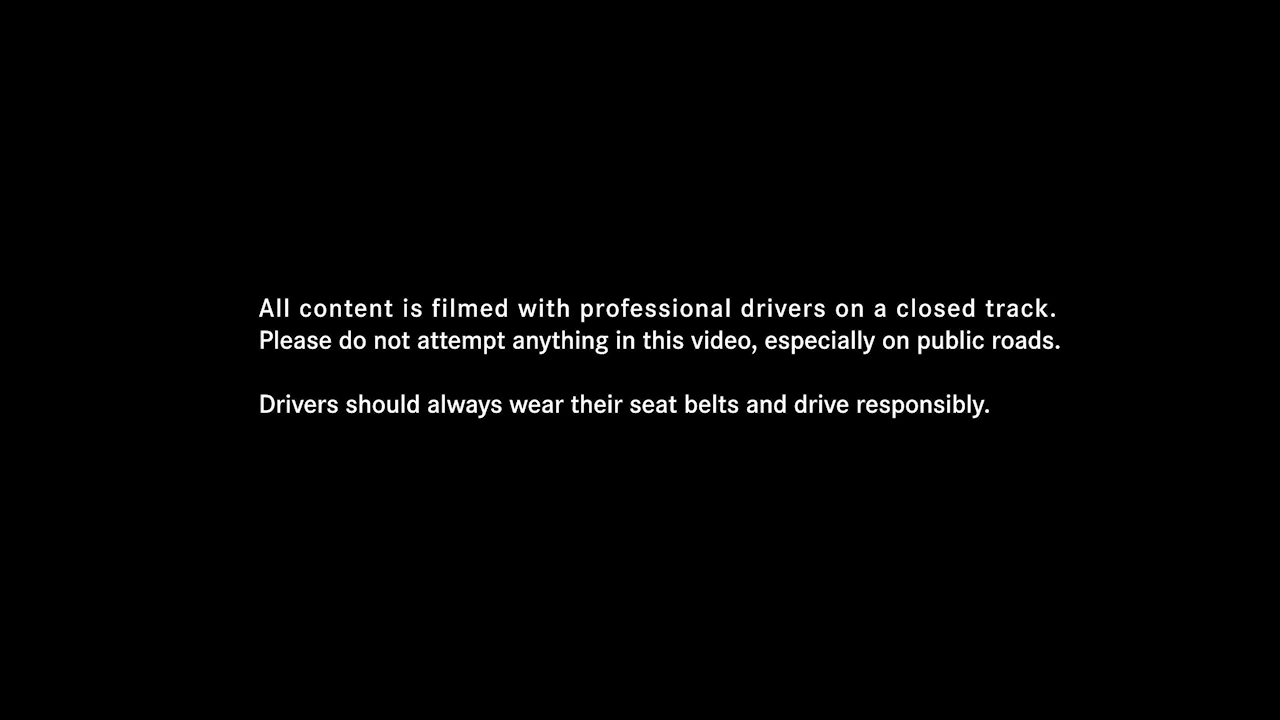 All content is filmed with professional drivers on a closed track.
Please do not attempt anything in this video, especially on public roads.
Drivers should always wear their seat belts and drive responsibly.